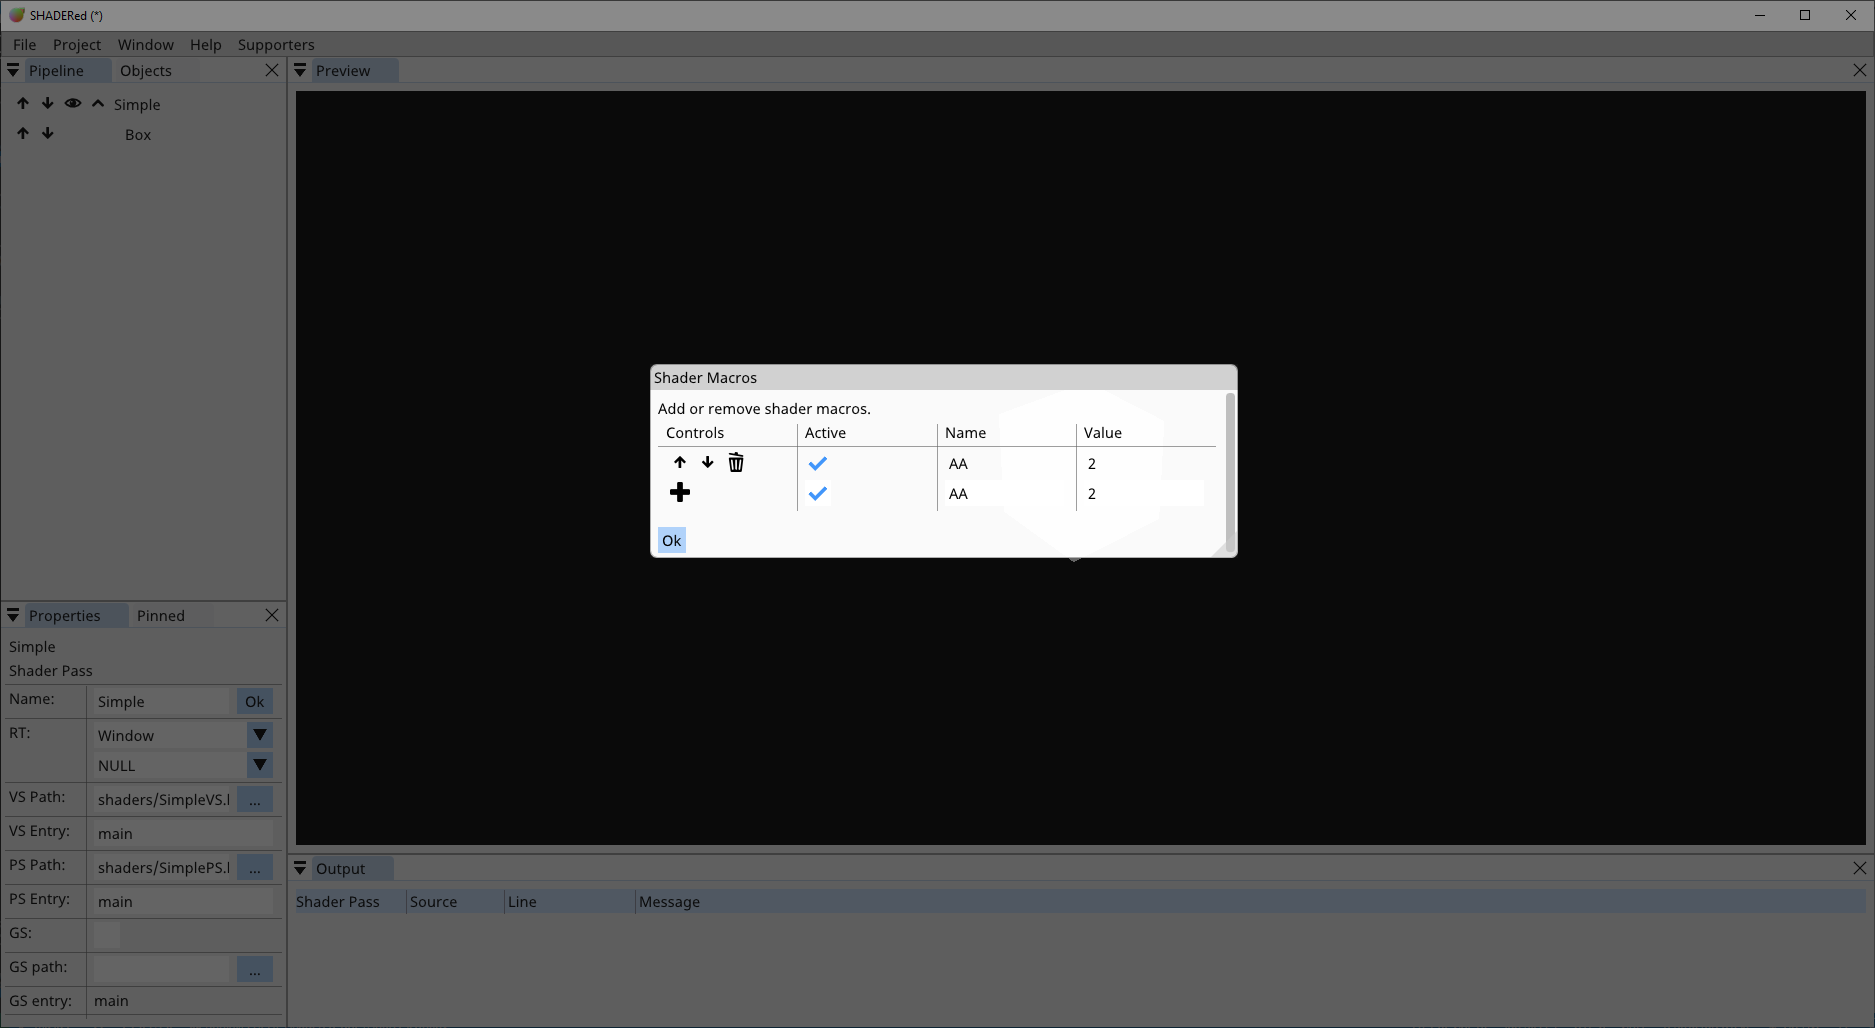 SHADERed (*)
File Project Window Help Supporters
Pipeline Objects
Simple
Box
Preview
Shader Macros
Add or remove shader macros.
Controls Active Name Value
AA 2
AA 2
Ok
Properties Pinned
Simple
Shader Pass
Name: Simple Ok
RT: Window
NULL
VS Path: shaders/SimpleVS.l ...
VS Entry: main
PS Path: shaders/SimplePS.l ...
PS Entry: main
GS:
GS path: ...
GS entry: main
Output
Shader Pass Source Line Message